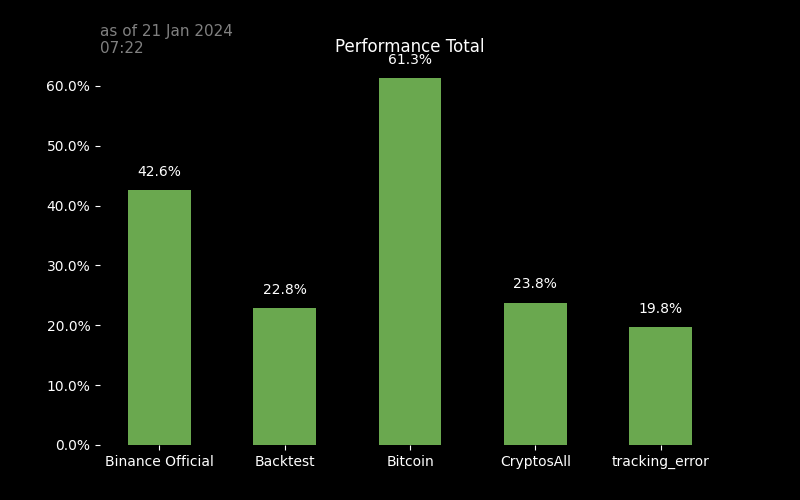 as of 21 Jan 2024
07:22
Performance Total
61.3%
60.0%
50.0%
42.6%
40.0%
30.0%
22.8%
23.8%
19.8%
20.0%
10.0%
0.0%
Binance Official
Backtest
Bitcoin
CryptosAll
tracking_error